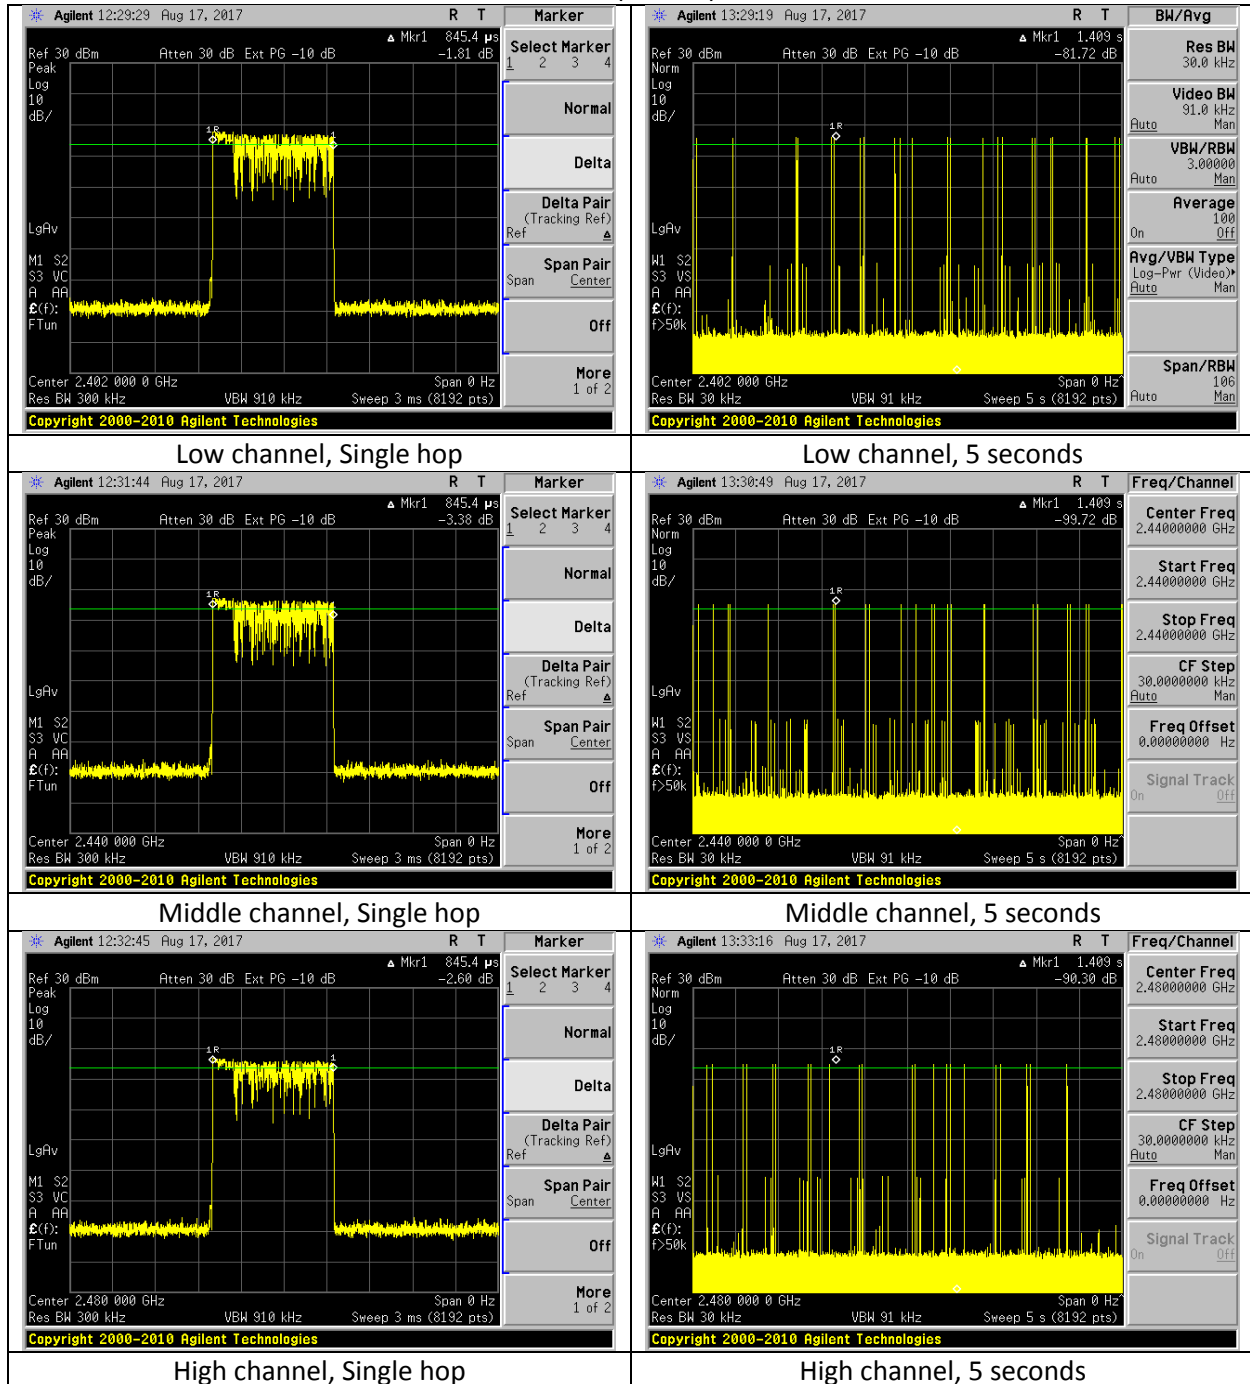 Agilent 12:29:29 Aug 17, 2017 R T Marker
Δ Mkr1 845.4 µs
Ref 30 dBm Atten 30 dB Ext PG -10 dB -1.81 dB
Peak
Log
10
dB/
1R
1
LgAv
M1 S2
S3 VC
A AA
£(f):
FTun
Center 2.402 000 0 GHz Span 0 Hz
Res BW 300 kHz VBW 910 kHz Sweep 3 ms (8192 pts)
Copyright 2000-2010 Agilent Technologies
Select Marker
1 2 3 4
Normal
Delta
Delta Pair
(Tracking Ref)
Ref Δ
Span Pair
Span Center
Off
More
1 of 2
Low channel, Single hop
Agilent 13:29:19 Aug 17, 2017 R T BW/Avg
Δ Mkr1 1.409 s
Ref 30 dBm Atten 30 dB Ext PG -10 dB -81.72 dB
Norm
Log
10
dB/
1R
LgAv
W1 S2
S3 VS
A AA
£(f):
f>50k
Center 2.402 000 GHz Span 0 Hz^
Res BW 30 kHz VBW 91 kHz Sweep 5 s (8192 pts)
Copyright 2000-2010 Agilent Technologies
Res BW
30.0 kHz
Video BW
91.0 kHz
Auto Man
VBW/RBW
3.00000
Auto Man
Average
100
On Off
Avg/VBW Type
Log-Pwr (Video)▸
Auto Man
Span/RBW
106
Auto Man
Low channel, 5 seconds
Agilent 12:31:44 Aug 17, 2017 R T Marker
Δ Mkr1 845.4 µs
Ref 30 dBm Atten 30 dB Ext PG -10 dB -3.38 dB
Peak
Log
10
dB/
1R
LgAv
M1 S2
S3 VC
A AA
£(f):
FTun
Center 2.440 000 GHz Span 0 Hz
Res BW 300 kHz VBW 910 kHz Sweep 3 ms (8192 pts)
Copyright 2000-2010 Agilent Technologies
Select Marker
1 2 3 4
Normal
Delta
Delta Pair
(Tracking Ref)
Ref Δ
Span Pair
Span Center
Off
More
1 of 2
Middle channel, Single hop
Agilent 13:30:49 Aug 17, 2017 R T Freq/Channel
Δ Mkr1 1.409 s
Ref 30 dBm Atten 30 dB Ext PG -10 dB -99.72 dB
Norm
Log
10
dB/
1R
LgAv
W1 S2
S3 VS
A AA
£(f):
f>50k
Center 2.440 000 GHz Span 0 Hz^
Res BW 30 kHz VBW 91 kHz Sweep 5 s (8192 pts)
Copyright 2000-2010 Agilent Technologies
Center Freq
2.44000000 GHz
Start Freq
2.44000000 GHz
Stop Freq
2.44000000 GHz
CF Step
30.0000000 kHz
Auto Man
Freq Offset
0.00000000 Hz
Signal Track
On Off
Middle channel, 5 seconds
Agilent 12:32:45 Aug 17, 2017 R T Marker
Δ Mkr1 845.4 µs
Ref 30 dBm Atten 30 dB Ext PG -10 dB -2.60 dB
Peak
Log
10
dB/
1R
1
LgAv
M1 S2
S3 VC
A AA
£(f):
FTun
Center 2.480 000 GHz Span 0 Hz
Res BW 300 kHz VBW 910 kHz Sweep 3 ms (8192 pts)
Copyright 2000-2010 Agilent Technologies
Select Marker
1 2 3 4
Normal
Delta
Delta Pair
(Tracking Ref)
Ref Δ
Span Pair
Span Center
Off
More
1 of 2
High channel, Single hop
Agilent 13:33:16 Aug 17, 2017 R T Freq/Channel
Δ Mkr1 1.409 s
Ref 30 dBm Atten 30 dB Ext PG -10 dB -90.30 dB
Norm
Log
10
dB/
1R
LgAv
W1 S2
S3 VS
A AA
£(f):
f>50k
Center 2.480 000 0 GHz Span 0 Hz^
Res BW 30 kHz VBW 91 kHz Sweep 5 s (8192 pts)
Copyright 2000-2010 Agilent Technologies
Center Freq
2.48000000 GHz
Start Freq
2.48000000 GHz
Stop Freq
2.48000000 GHz
CF Step
30.0000000 kHz
Auto Man
Freq Offset
0.00000000 Hz
Signal Track
On Off
High channel, 5 seconds